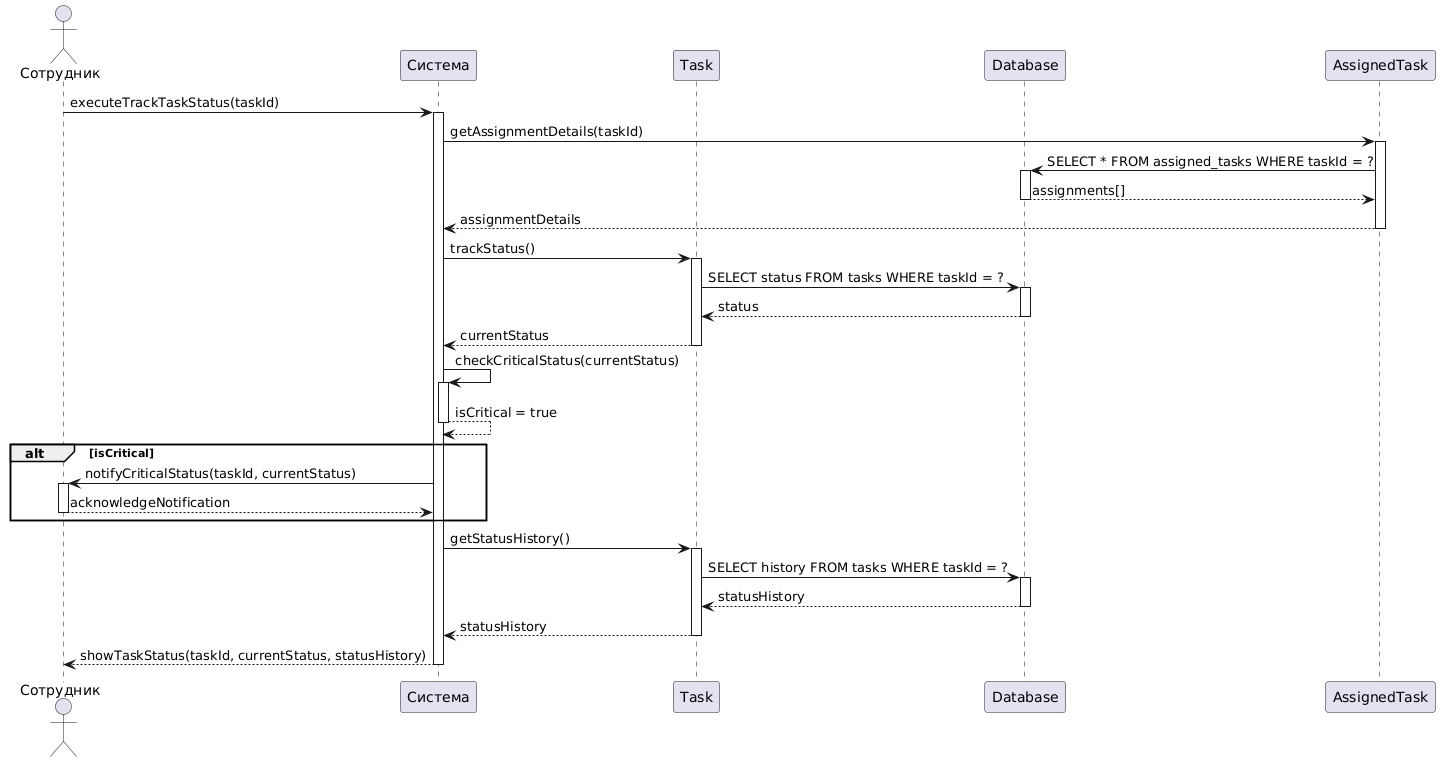 Сотрудник
Система
Task
Database
AssignedTask
executeTrackTaskStatus(taskId)
getAssignmentDetails(taskId)
SELECT * FROM assigned_tasks WHERE taskId = ?
assignments[]
assignmentDetails
trackStatus()
SELECT status FROM tasks WHERE taskId = ?
status
currentStatus
checkCriticalStatus(currentStatus)
isCritical = true
alt
[isCritical]
notifyCriticalStatus(taskId, currentStatus)
acknowledgeNotification
getStatusHistory()
SELECT history FROM tasks WHERE taskId = ?
statusHistory
statusHistory
showTaskStatus(taskId, currentStatus, statusHistory)
Сотрудник
Система
Task
Database
AssignedTask